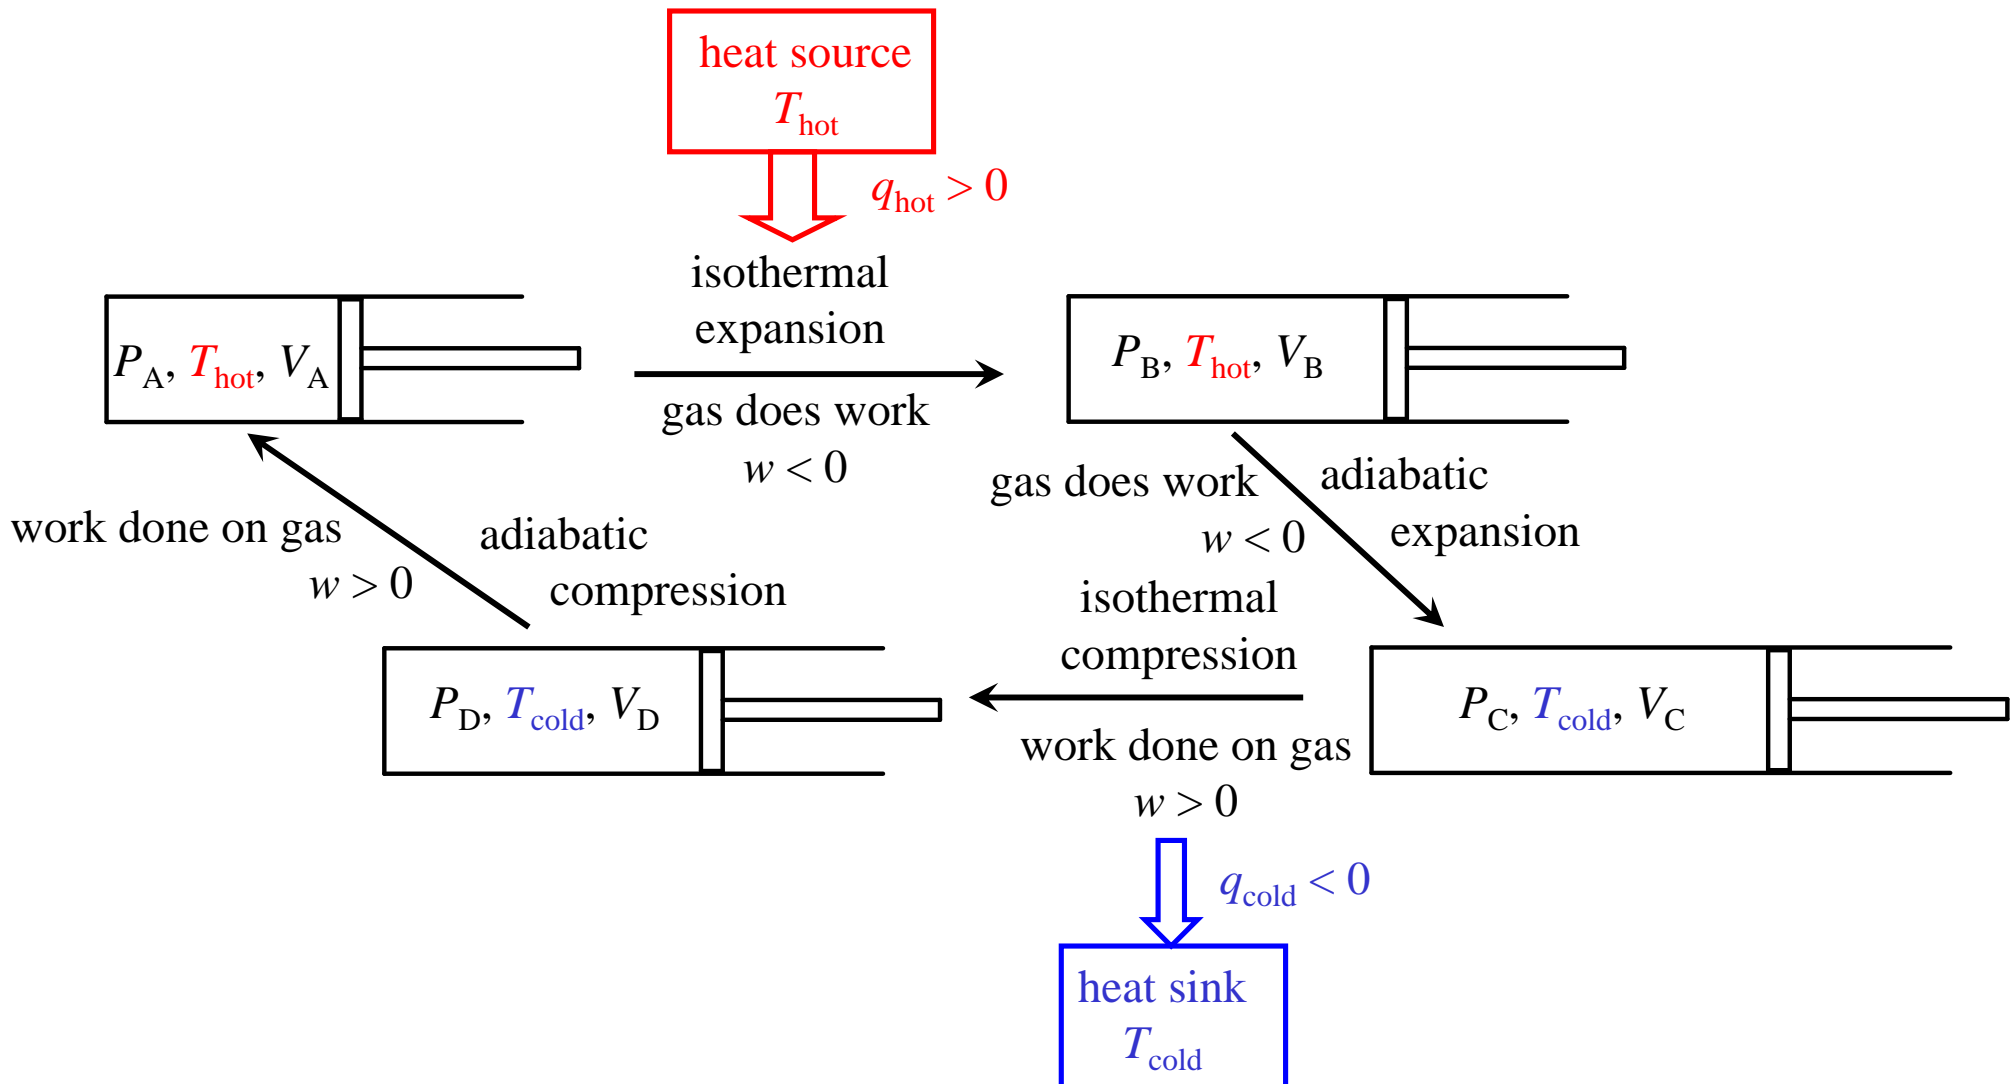 heat source
T_hot
q_hot > 0
isothermal
expansion
P_A, T_hot, V_A
P_B, T_hot, V_B
gas does work
w < 0
gas does work
w < 0
adiabatic
expansion
work done on gas
w > 0
adiabatic
compression
isothermal
compression
P_D, T_cold, V_D
P_C, T_cold, V_C
work done on gas
w > 0
q_cold < 0
heat sink
T_cold